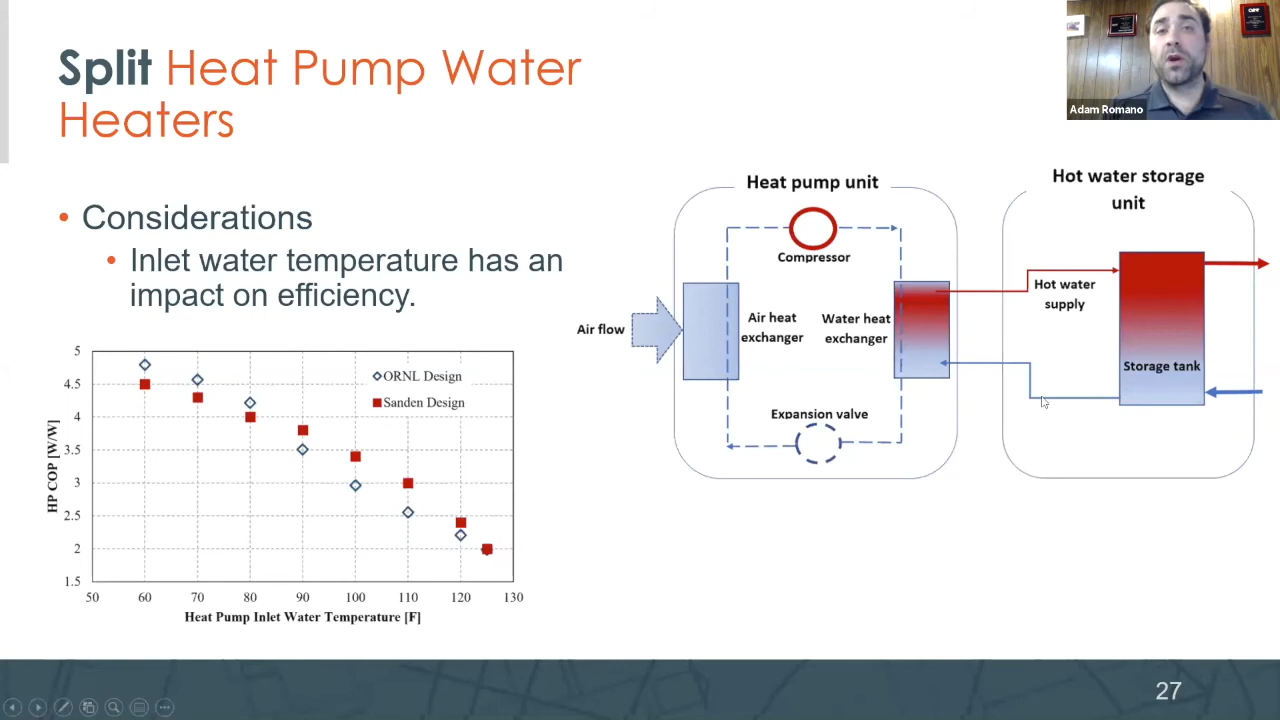 Split Heat Pump Water
Heaters
Adam Romano
• Considerations
• Inlet water temperature has an
impact on efficiency.
5
4.5
4
3.5
3
2.5
2
1.5
HP COP [W/W]
ORNL Design
Sanden Design
50 60 70 80 90 100 110 120 130
Heat Pump Inlet Water Temperature [F]
Heat pump unit
Compressor
Air flow
Air heat
exchanger
Water heat
exchanger
Expansion valve
Hot water storage
unit
Hot water
supply
Storage tank
27